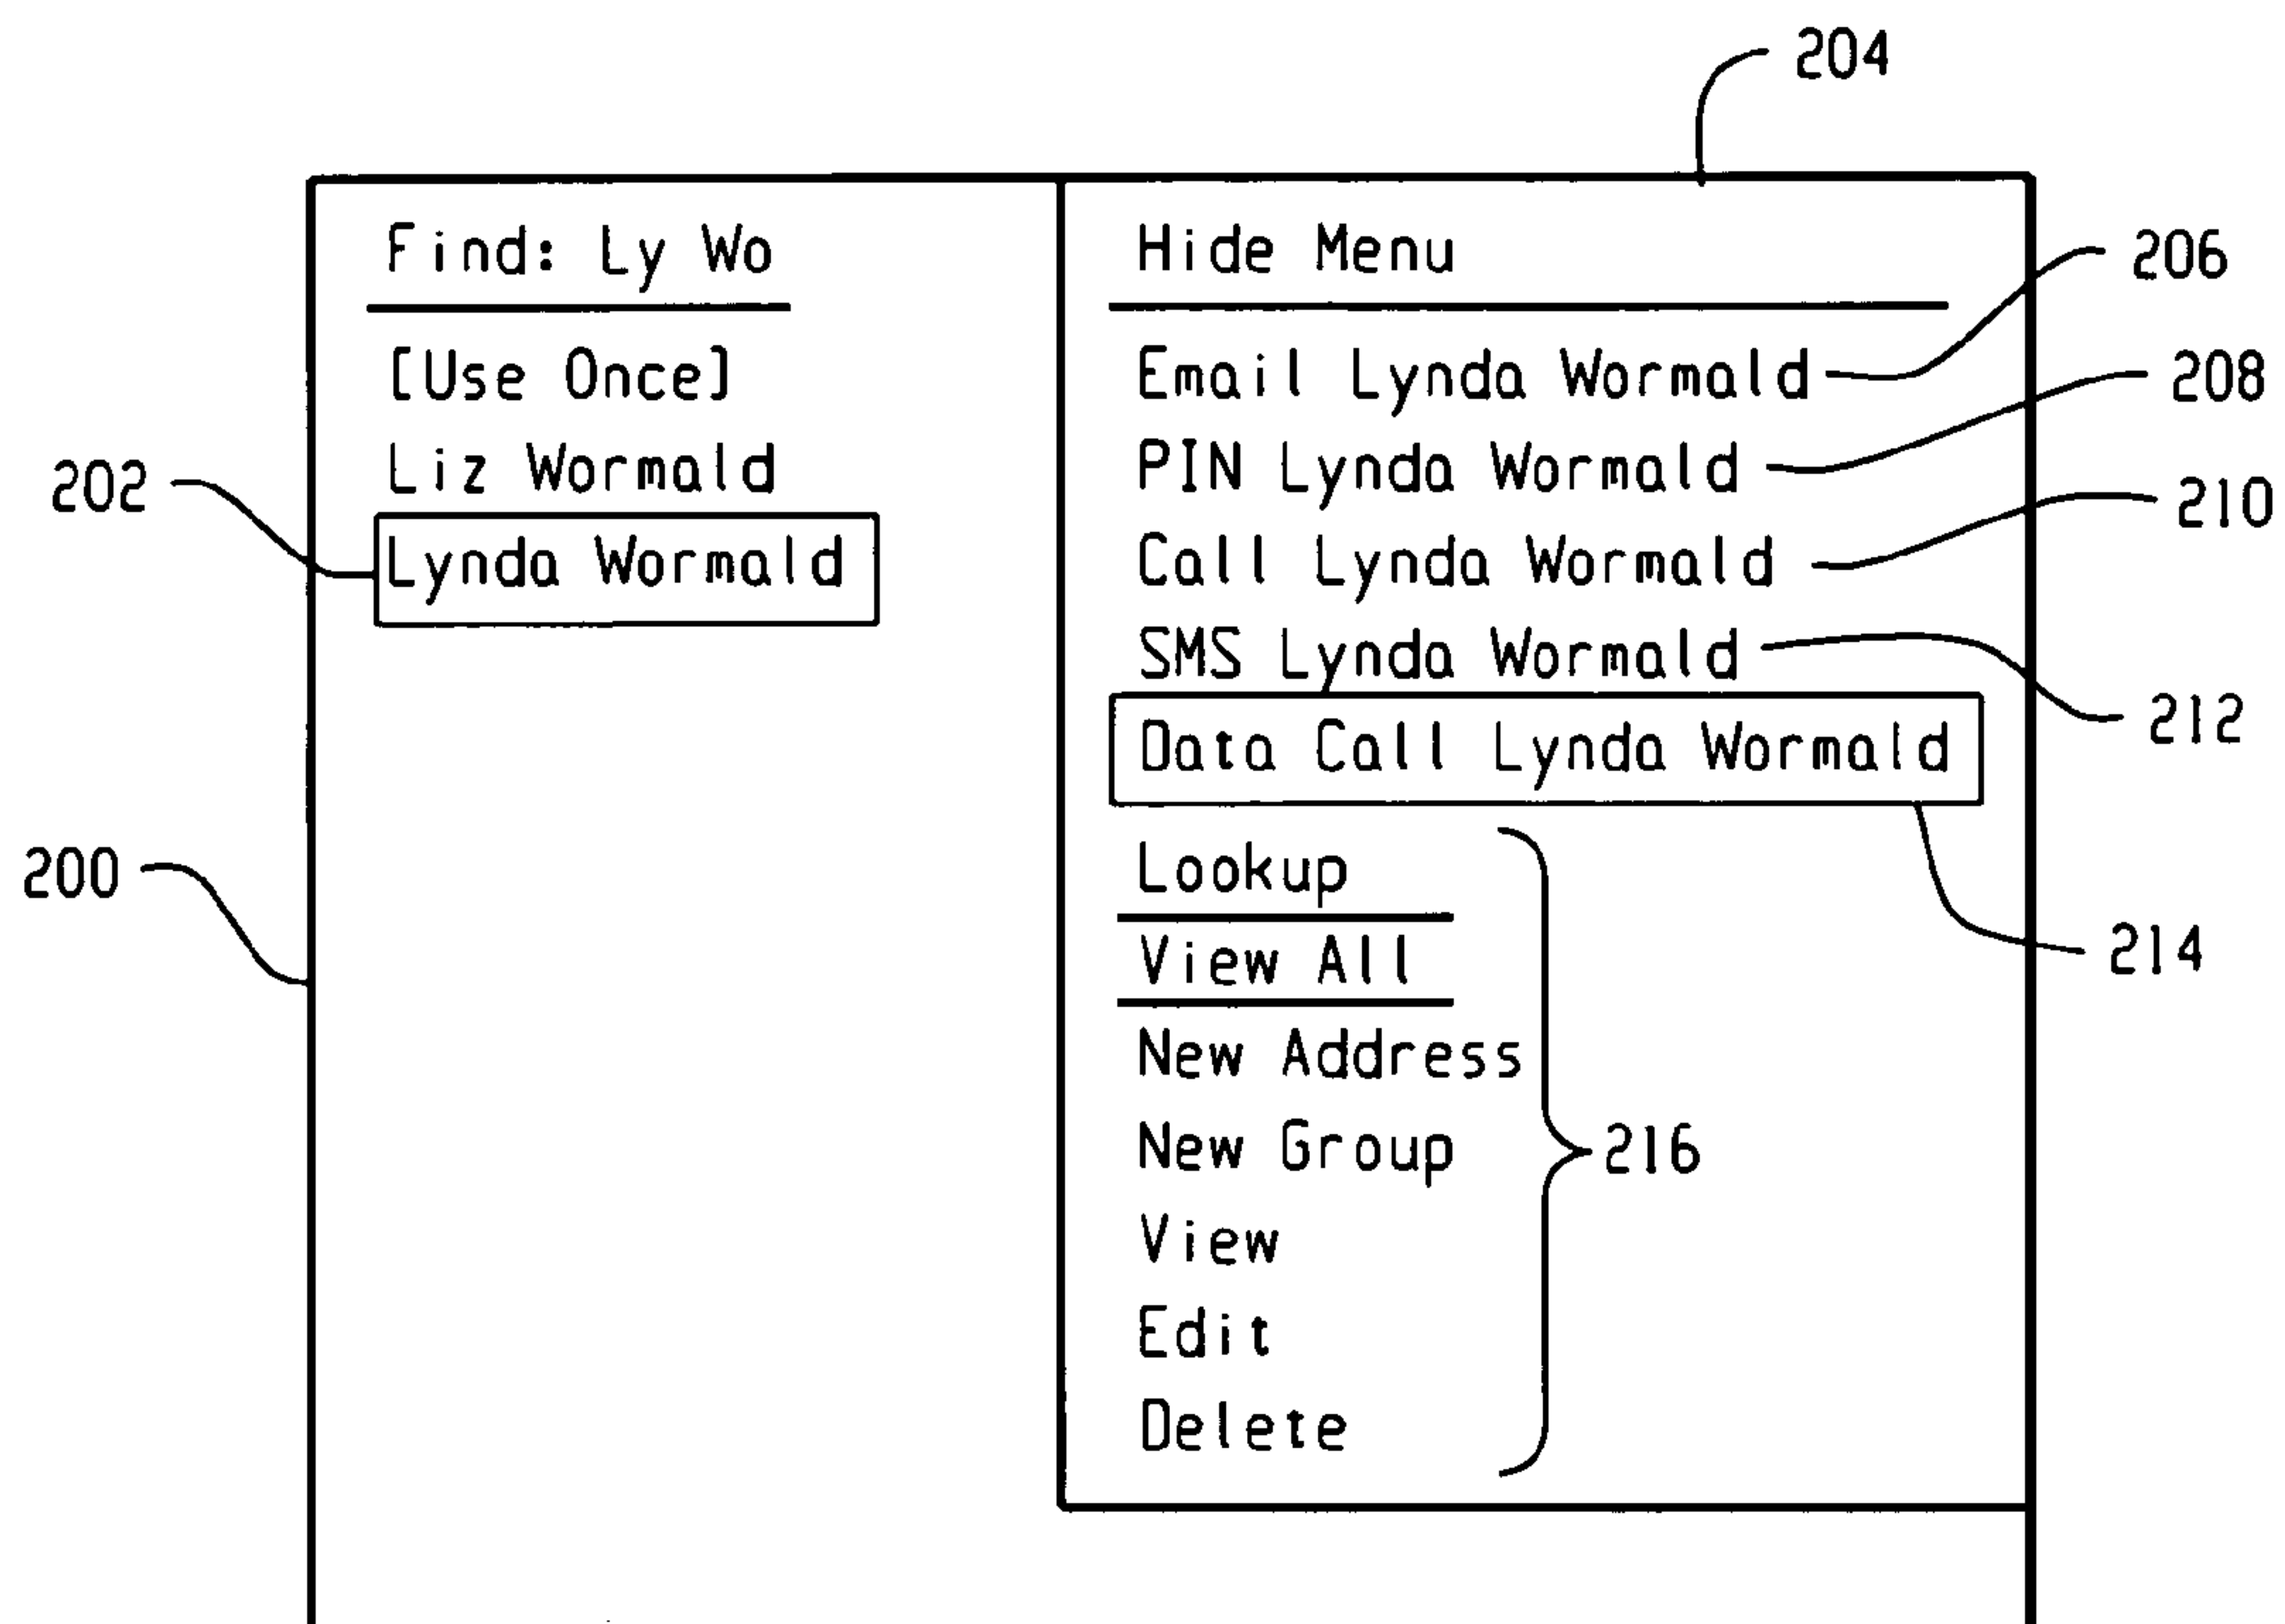 204
Find: Ly Wo
[Use Once]
Liz Wormald
Lynda Wormald
202
200
Hide Menu
Email Lynda Wormald
PIN Lynda Wormald
Call Lynda Wormald
SMS Lynda Wormald
Data Call Lynda Wormald
Lookup
View All
New Address
New Group
View
Edit
Delete
206
208
210
212
214
216